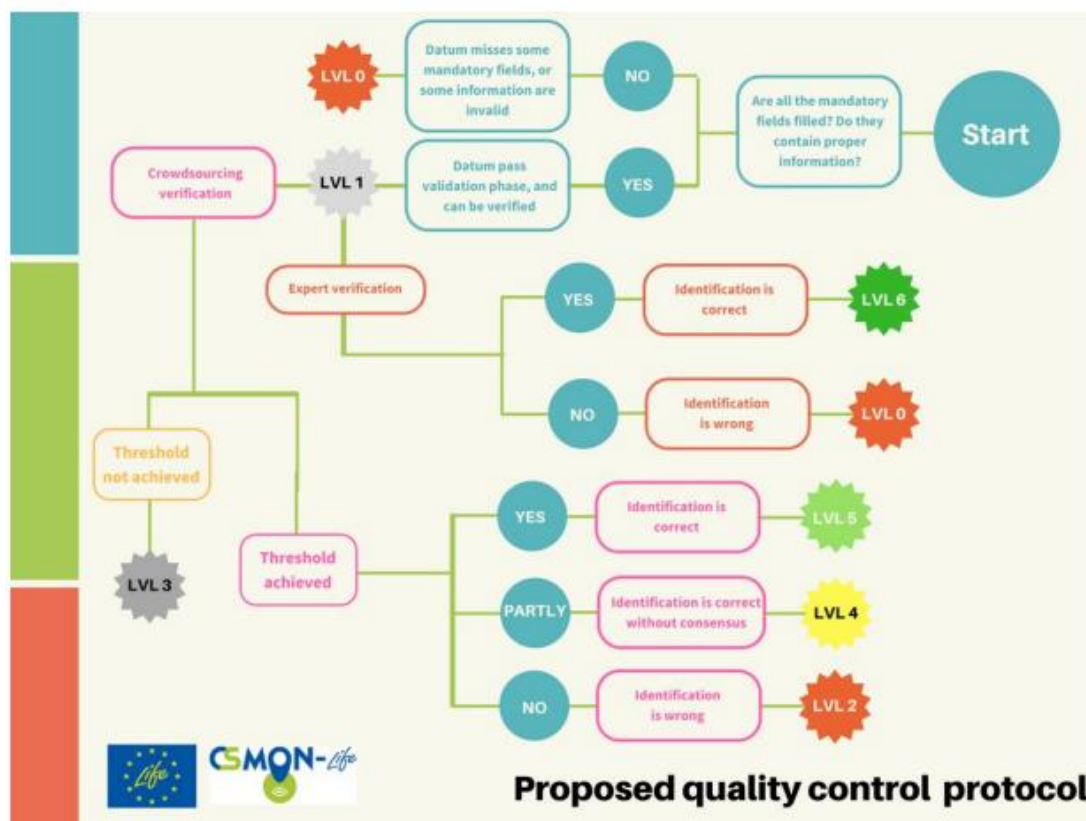 LVL 0
Datum misses some
mandatory fields, or
some information are
invalid
NO
Are all the mandatory
fields filled? Do they
contain proper
information?
Start
Crowdsourcing
verification
LVL 1
Datum pass
validation phase, and
can be verified
YES
Expert verification
YES
Identification is
correct
LVL 6
NO
Identification
is wrong
LVL 0
Threshold
not achieved
LVL 3
Threshold
achieved
YES
Identification is
correct
LVL 5
PARTLY
Identification is correct
without consensus
LVL 4
NO
Identification
is wrong
LVL 2
Life
CSMON-Life
Proposed quality control protocol